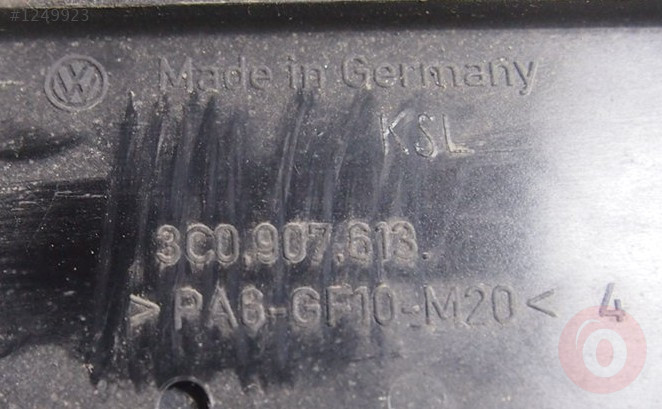 #1249923
Made in Germany
KSL
3C0.907.613.
>PA6-GF10-M20< 4